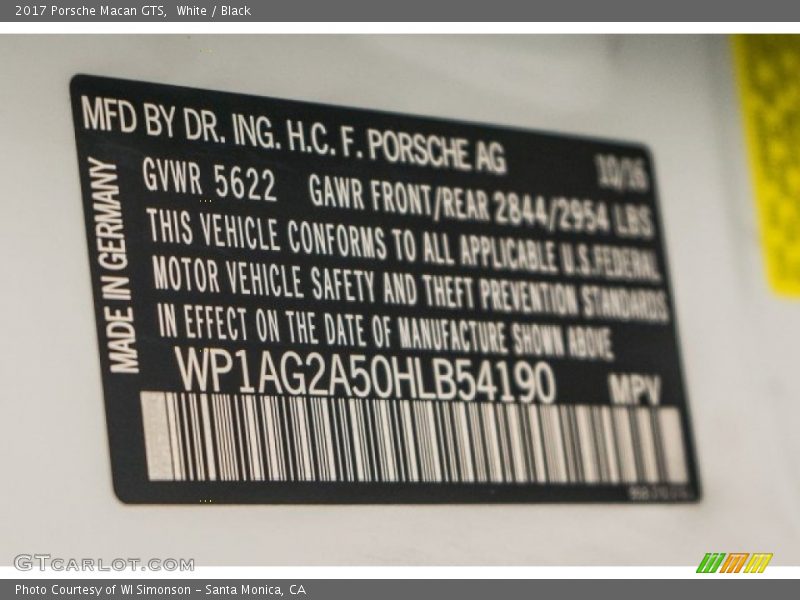 2017 Porsche Macan GTS,  White / Black
MFD BY DR. ING. H.C. F. PORSCHE AG 10/16
GVWR 5622 GAWR FRONT/REAR 2844/2954 LBS
THIS VEHICLE CONFORMS TO ALL APPLICABLE U.S.FEDERAL
MOTOR VEHICLE SAFETY AND THEFT PREVENTION STANDARDS
IN EFFECT ON THE DATE OF MANUFACTURE SHOWN ABOVE
WP1AG2A50HLB54190 MPV
MADE IN GERMANY
GTCARLOT.COM
Photo Courtesy of WI Simonson - Santa Monica, CA